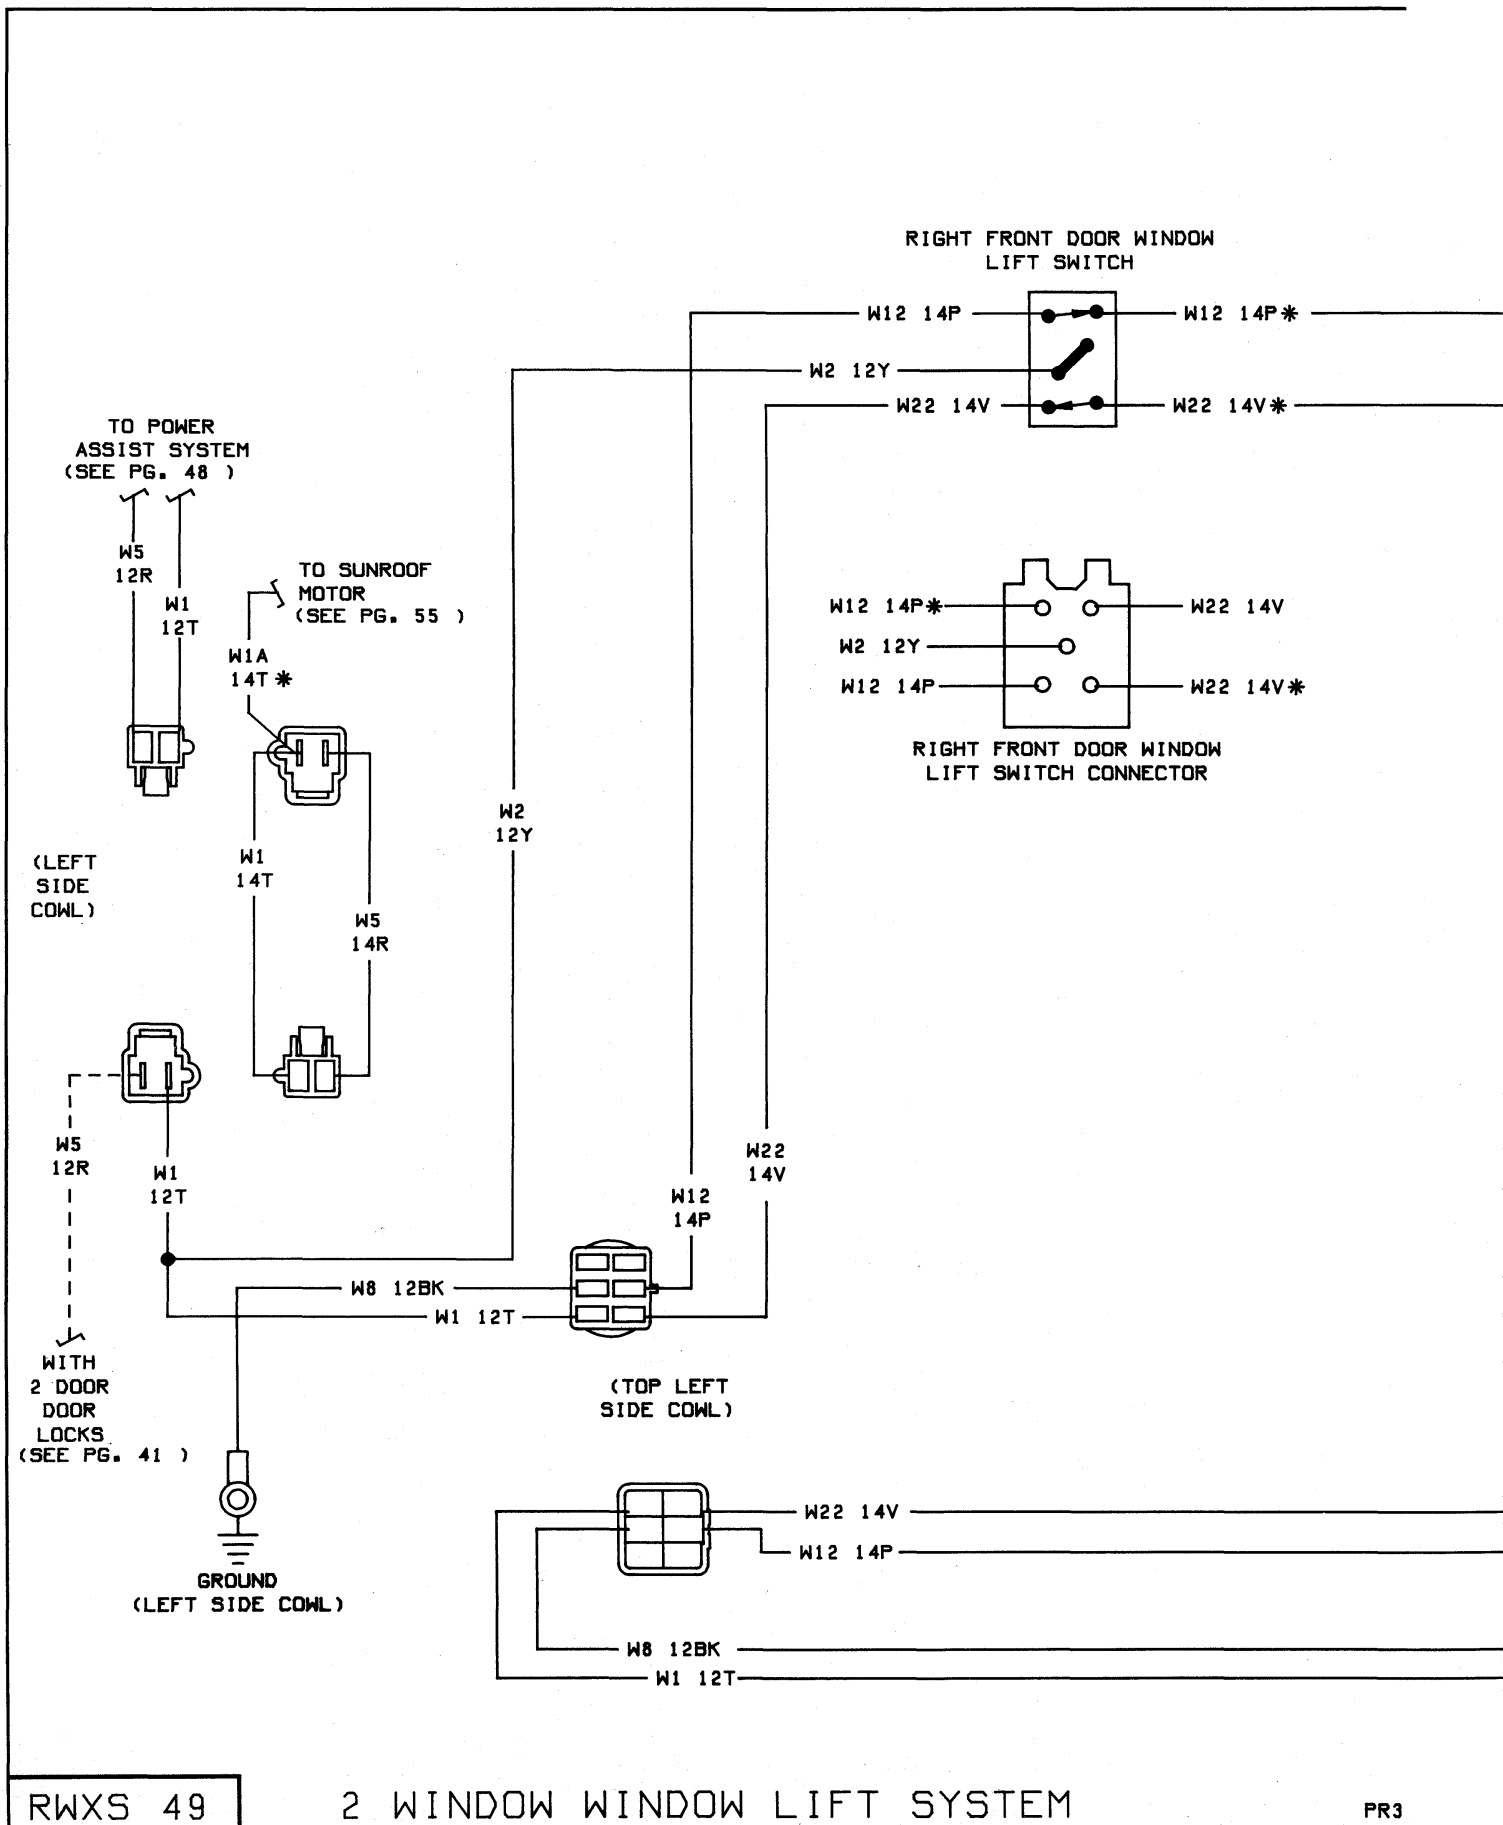 RIGHT FRONT DOOR WINDOW
LIFT SWITCH
W12 14P
W12 14P*
W2 12Y
W22 14V
W22 14V*
TO POWER
ASSIST SYSTEM
(SEE PG. 48 )
W5
12R
W1
12T
TO SUNROOF
MOTOR
(SEE PG. 55 )
W1A
14T*
W12 14P*
W22 14V
W2 12Y
W12 14P
W22 14V*
RIGHT FRONT DOOR WINDOW
LIFT SWITCH CONNECTOR
W2
12Y
(LEFT
SIDE
COWL)
W1
14T
W5
14R
W5
12R
W1
12T
W22
14V
W12
14P
W8 12BK
W1 12T
WITH
2 DOOR
DOOR
LOCKS
(SEE PG. 41 )
(TOP LEFT
SIDE COWL)
GROUND
(LEFT SIDE COWL)
W22 14V
W12 14P
W8 12BK
W1 12T
RWXS 49
2 WINDOW WINDOW LIFT SYSTEM
PR3